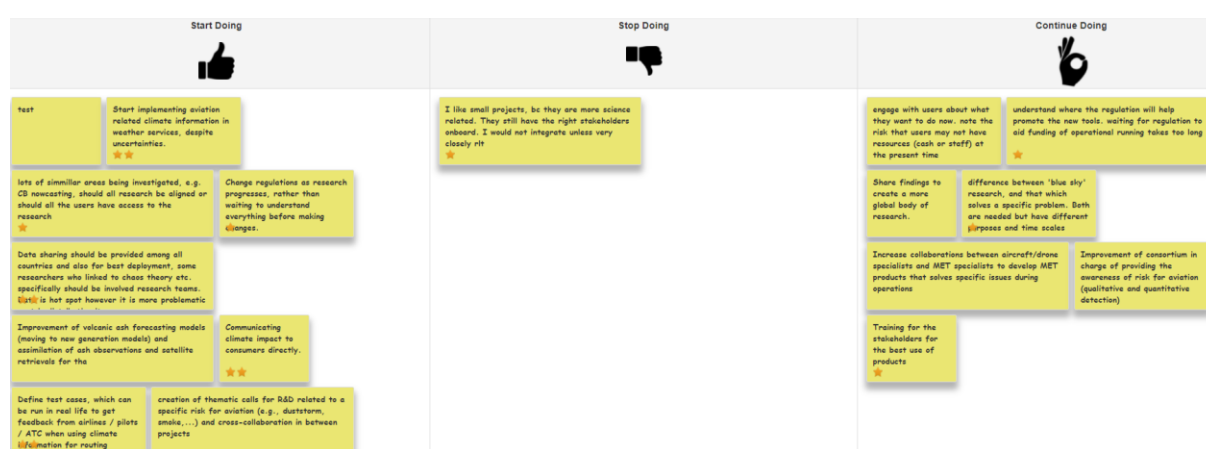 Start Doing
Stop Doing
Continue Doing
test
Start implementing aviation
related climate information in
weather services, despite
uncertainties.
lots of simmillar areas being investigated, e.g.
CB nowcasting, should all research be aligned or
should all the users have access to the
research
Change regulations as research
progresses, rather than
waiting to understand
everything before making
changes.
Data sharing should be provided among all
countries and also for best deployment, some
researchers who linked to chaos theory etc.
specifically should be involved research teams.
is hot spot however it is more problematic
Improvement of volcanic ash forecasting models
(moving to new generation models) and
assimilation of ash observations and satellite
retrievals for the
Communicating
climate impact to
consumers directly.
Define test cases, which can
be run in real life to get
feedback from airlines / pilots
/ ATC when using climate
information for routing
creation of thematic calls for R&D related to a
specific risk for aviation (e.g., duststorm,
smoke,...) and cross-collaboration in between
projects
I like small projects, bc they are more science
related. They still have the right stakeholders
onboard. I would not integrate unless very
closely rlt
engage with users about what
they want to do now. note the
risk that users may not have
resources (cash or staff) at
the present time
understand where the regulation will help
promote the new tools. waiting for regulation to
aid funding of operational running takes too long
Share findings to
create a more
global body of
research.
difference between 'blue sky'
research, and that which
solves a specific problem. Both
are needed but have different
purposes and time scales
Increase collaborations between aircraft/drone
specialists and MET specialists to develop MET
products that solves specific issues during
operations
Improvement of consortium in
charge of providing the
awareness of risk for aviation
(qualitative and quantitative
detection)
Training for the
stakeholders for
the best use of
products